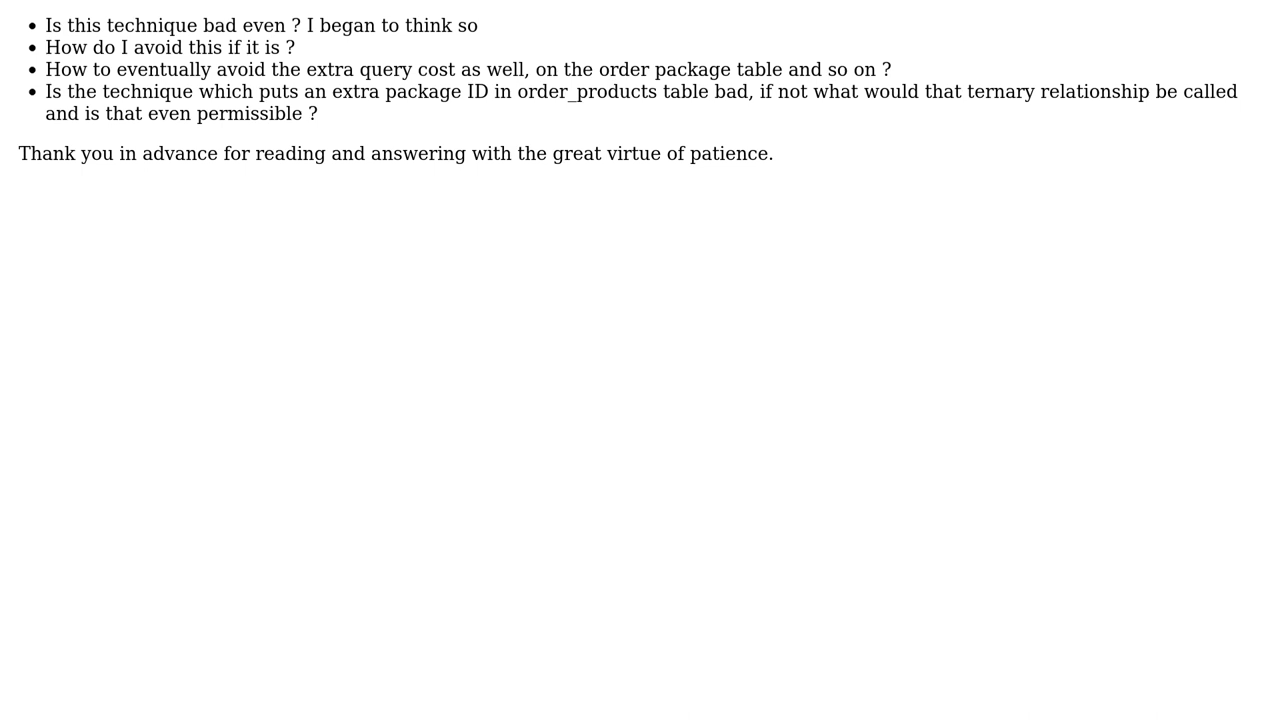 Is this technique bad even ? I began to think so
How do I avoid this if it is ?
How to eventually avoid the extra query cost as well, on the order package table and so on ?
Is the technique which puts an extra package ID in order_products table bad, if not what would that ternary relationship be called
and is that even permissible ?
Thank you in advance for reading and answering with the great virtue of patience.